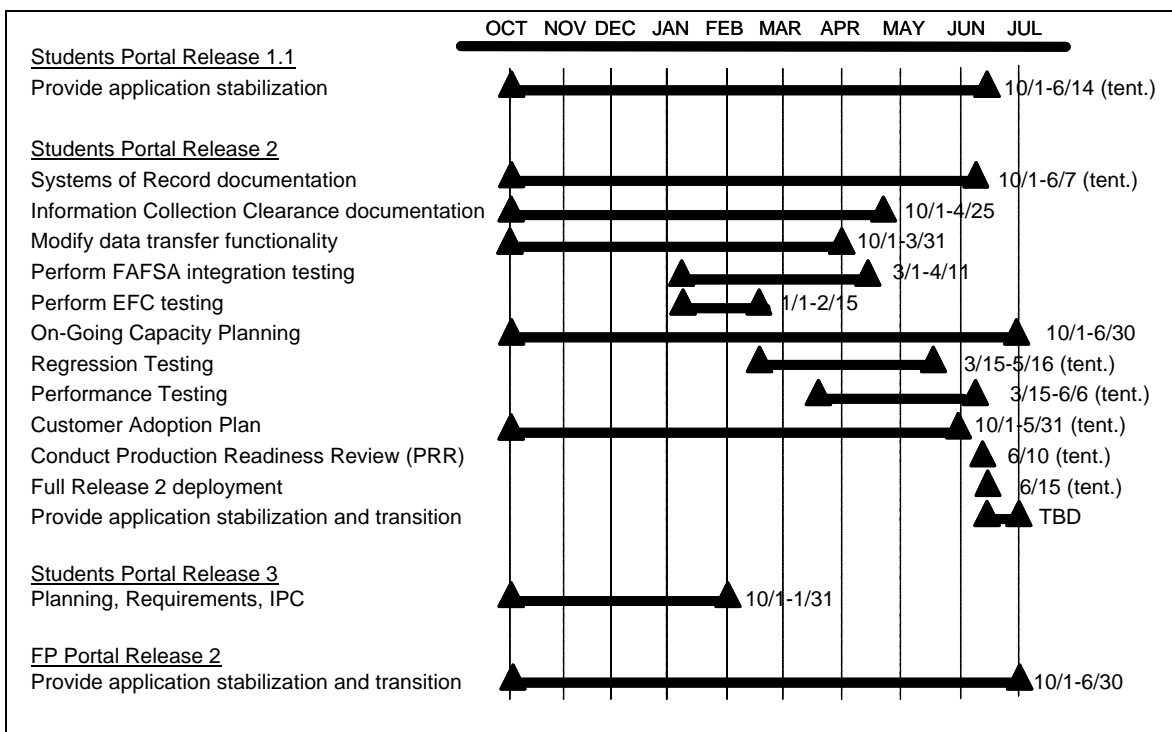 OCT NOV DEC JAN FEB MAR APR MAY JUN JUL
Students Portal Release 1.1
Provide application stabilization 10/1-6/14 (tent.)
Students Portal Release 2
Systems of Record documentation 10/1-6/7 (tent.)
Information Collection Clearance documentation 10/1-4/25
Modify data transfer functionality 10/1-3/31
Perform FAFSA integration testing 3/1-4/11
Perform EFC testing 1/1-2/15
On-Going Capacity Planning 10/1-6/30
Regression Testing 3/15-5/16 (tent.)
Performance Testing 3/15-6/6 (tent.)
Customer Adoption Plan 10/1-5/31 (tent.)
Conduct Production Readiness Review (PRR) 6/10 (tent.)
Full Release 2 deployment 6/15 (tent.)
Provide application stabilization and transition TBD
Students Portal Release 3
Planning, Requirements, IPC 10/1-1/31
FP Portal Release 2
Provide application stabilization and transition 10/1-6/30